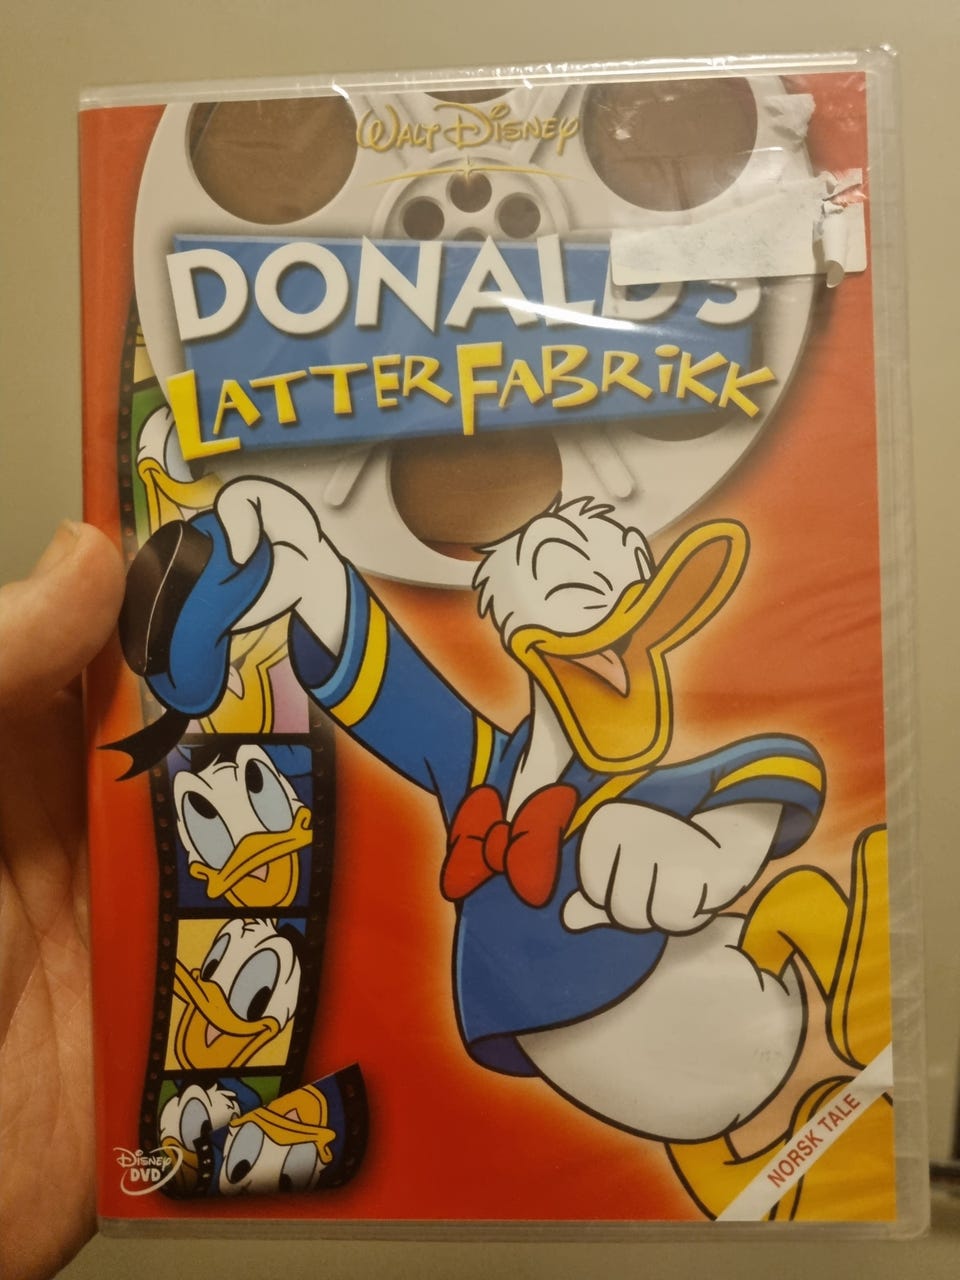 WALT DISNEY
DONALDS
LATTER FABRIKK
DISNEY
DVD
NORSK TALE